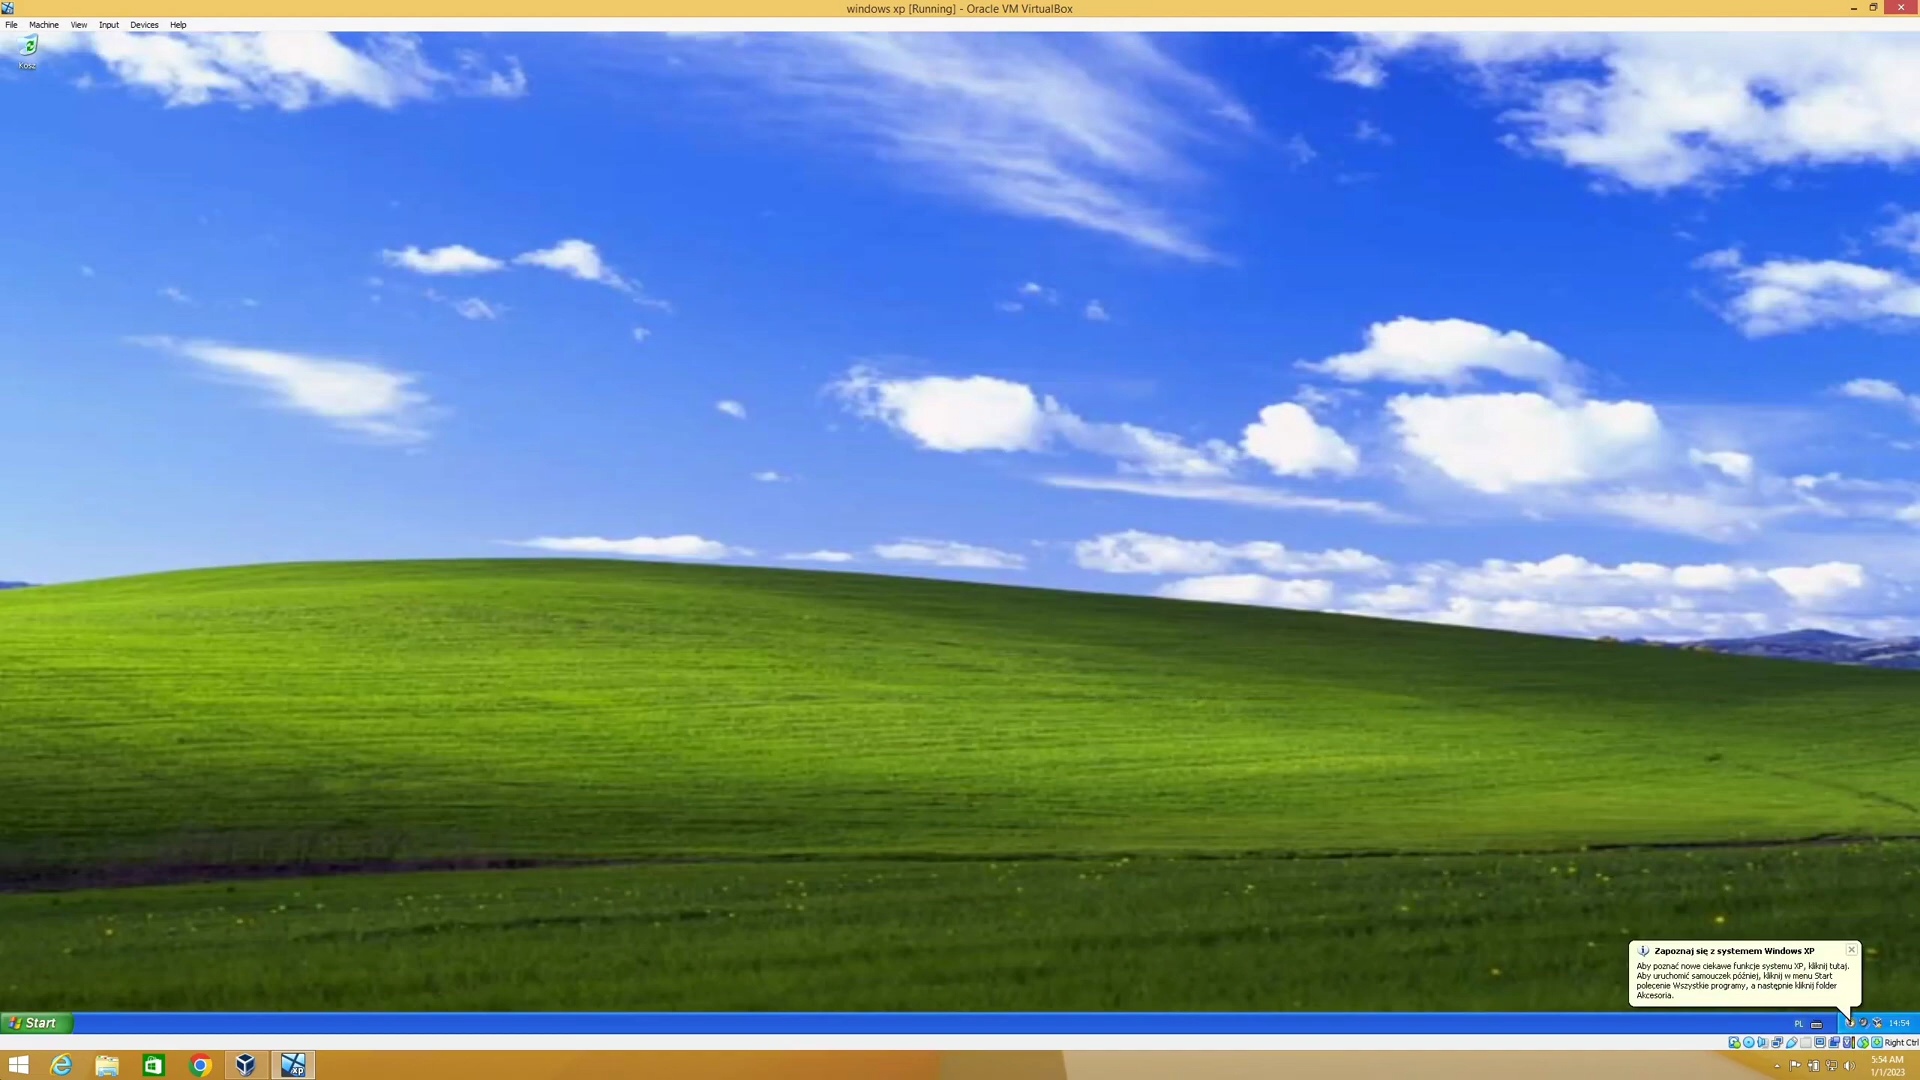 windows xp [Running] - Oracle VM VirtualBox
File Machine View Input Devices Help
Kosz
Zapoznaj się z systemem Windows XP
Aby poznać nowe ciekawe funkcje systemu XP, kliknij tutaj.
Aby uruchomić samouczek później, kliknij w menu Start
polecenie Wszystkie programy, a następnie kliknij folder
Akcesoria.
Start
PL
14:54
Right Ctrl
xp
5:54 AM
1/1/2023